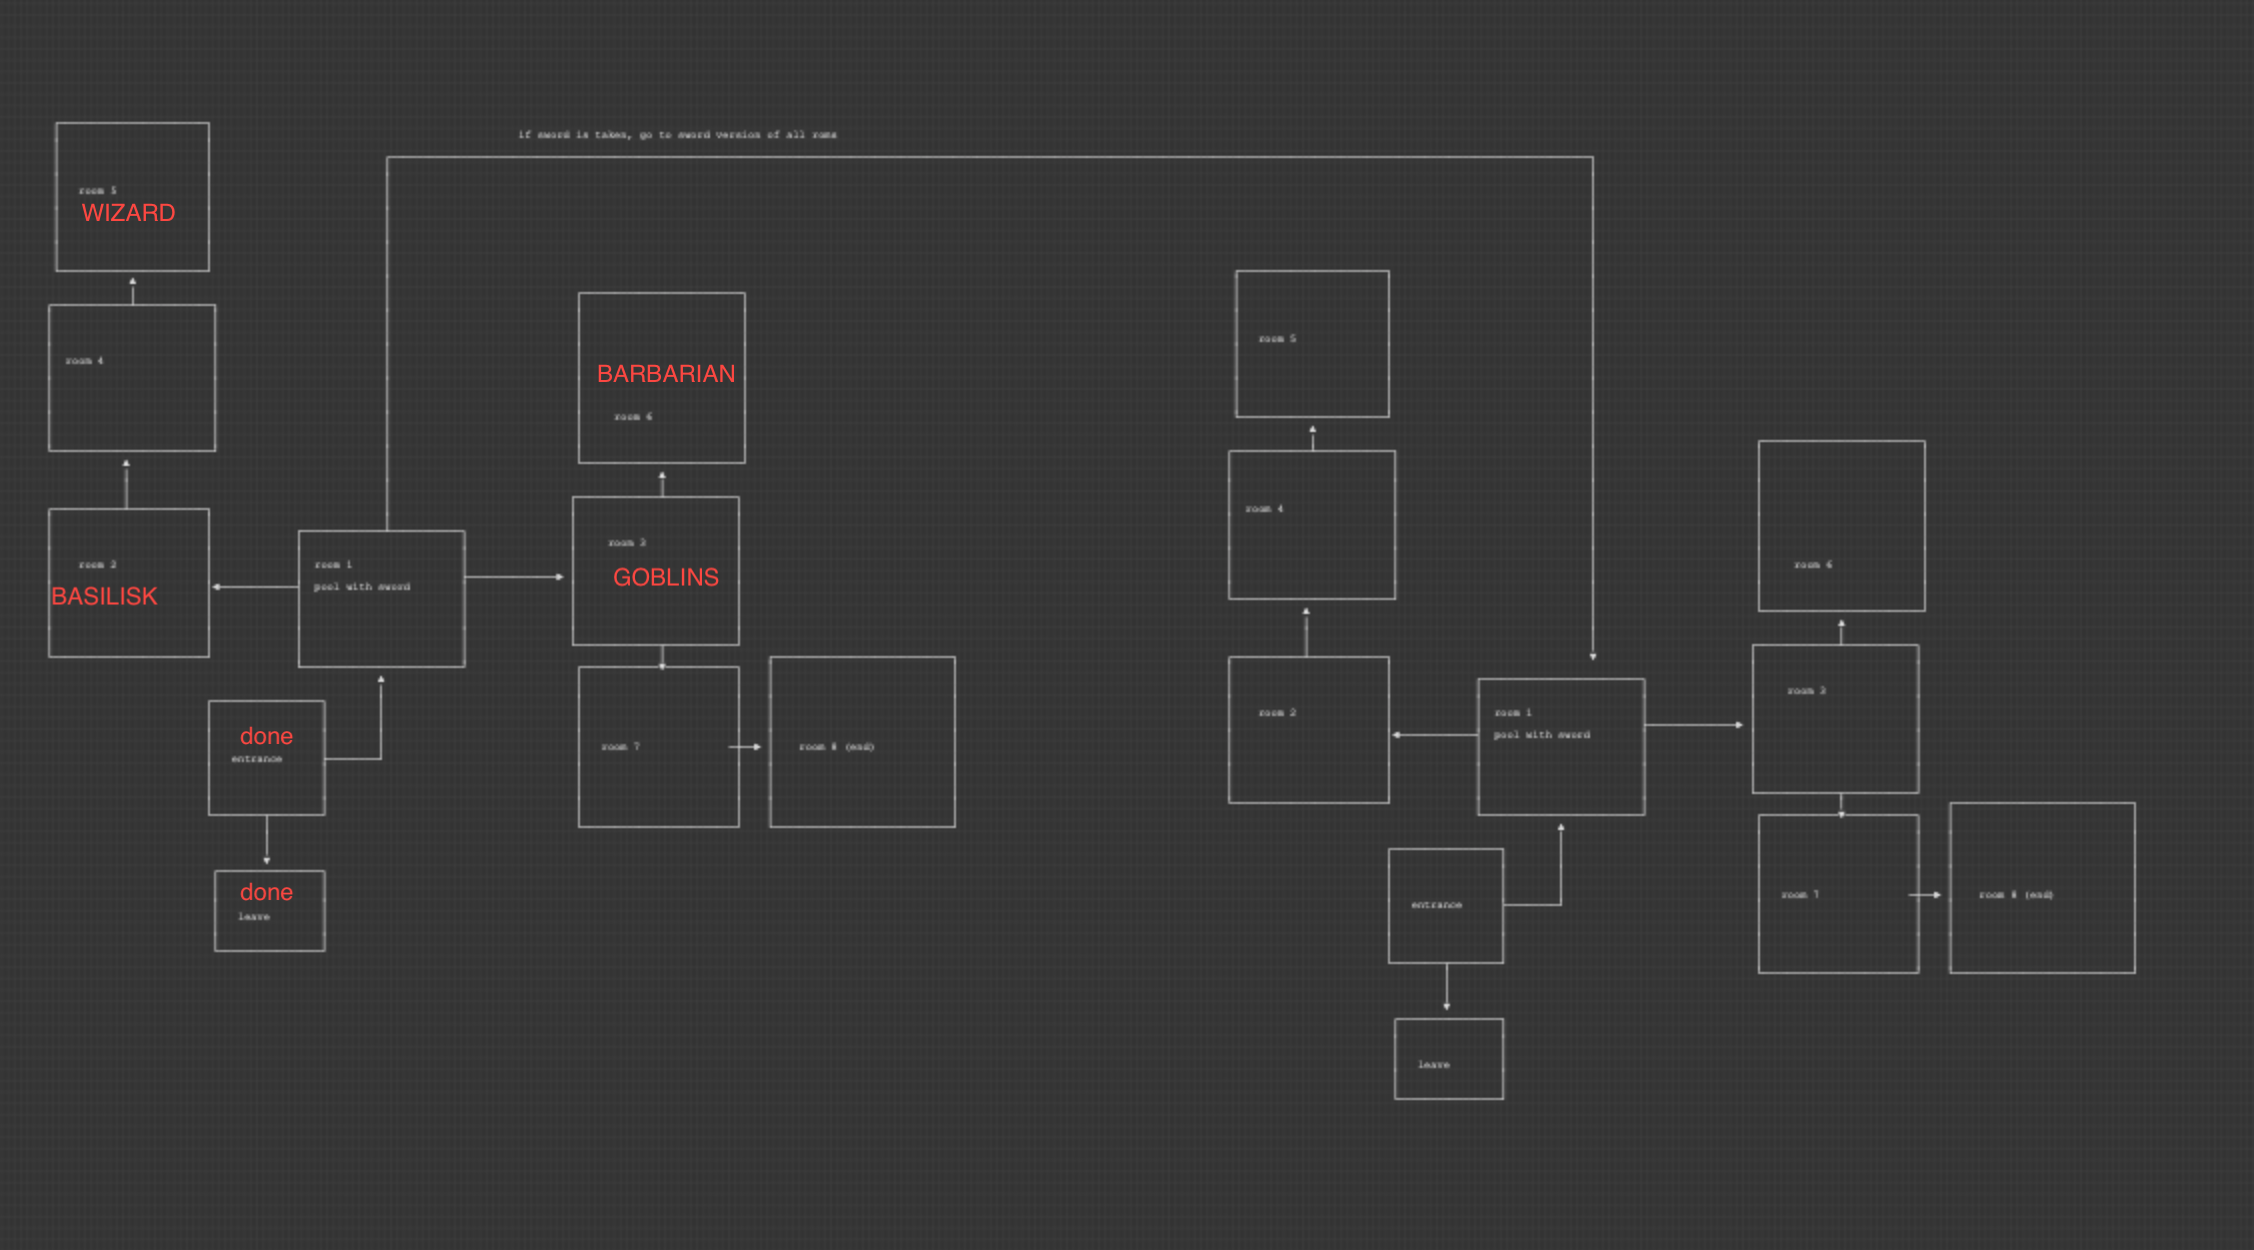 if sword is taken, go to sword version of all roms
room 5
WIZARD
room 4
BARBARIAN
room 6
room 2
BASILISK
room 1
pool with sword
room 3
GOBLINS
done
entrance
room 7
room 8 (end)
done
leave
room 5
room 4
room 6
room 2
room 1
pool with sword
room 3
entrance
room 7
room 8 (end)
leave